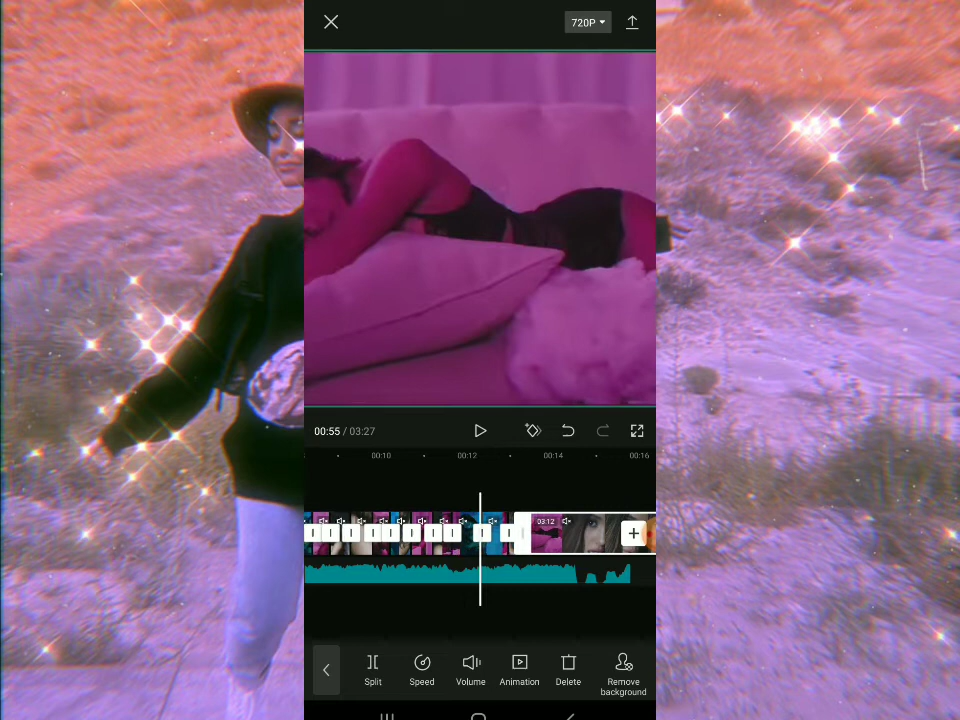 720P
00:55 / 03:27
00:10 00:12 00:14 00:16
03:12
Split Speed Volume Animation Delete Remove background